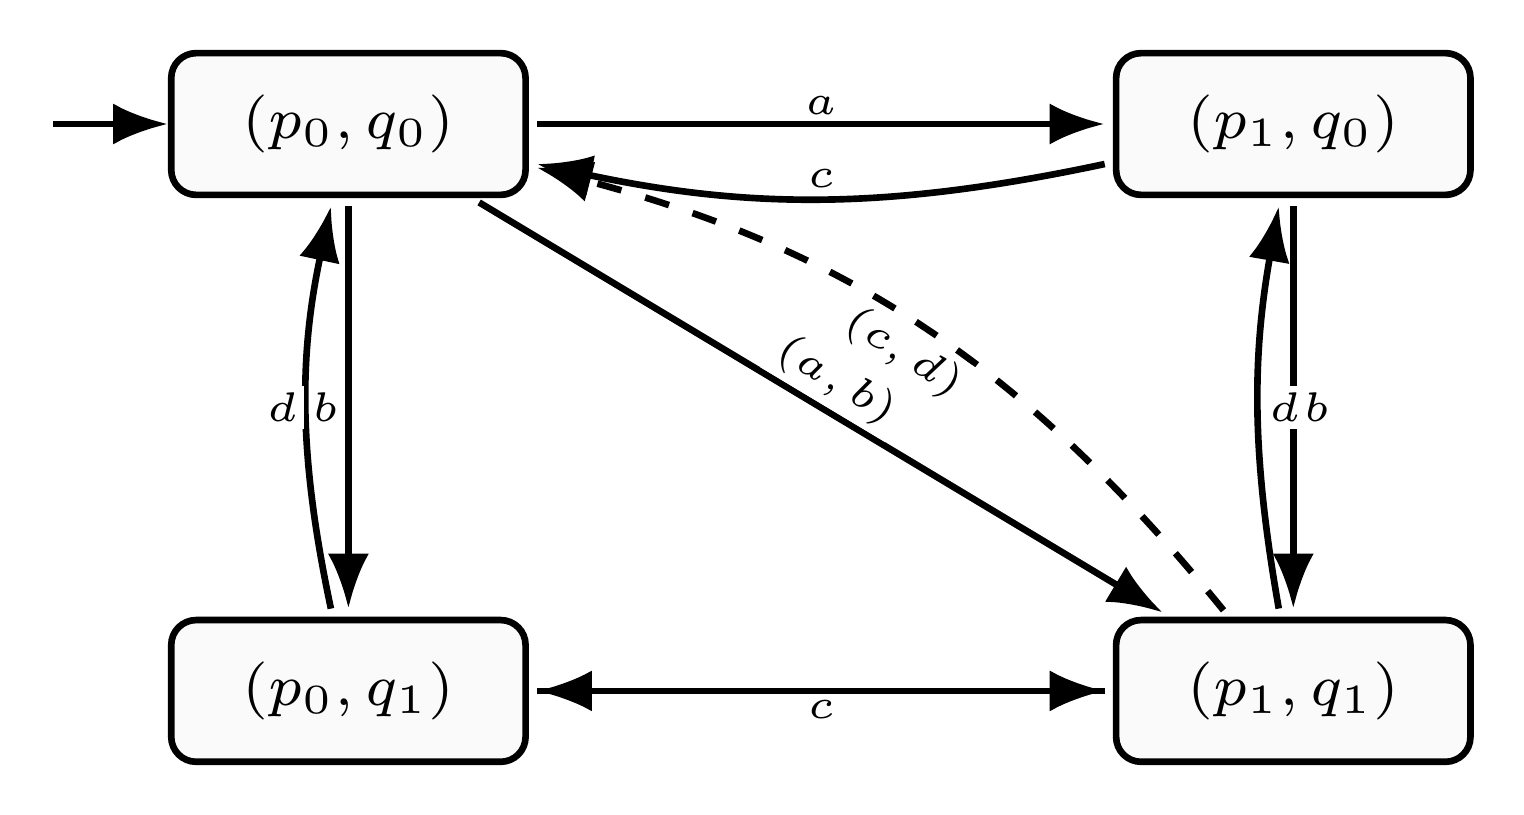 (p₀, q₀)
a
(p₁, q₀)
c
(c, d)
(a, b)
d b
d b
(p₀, q₁)
c
(p₁, q₁)